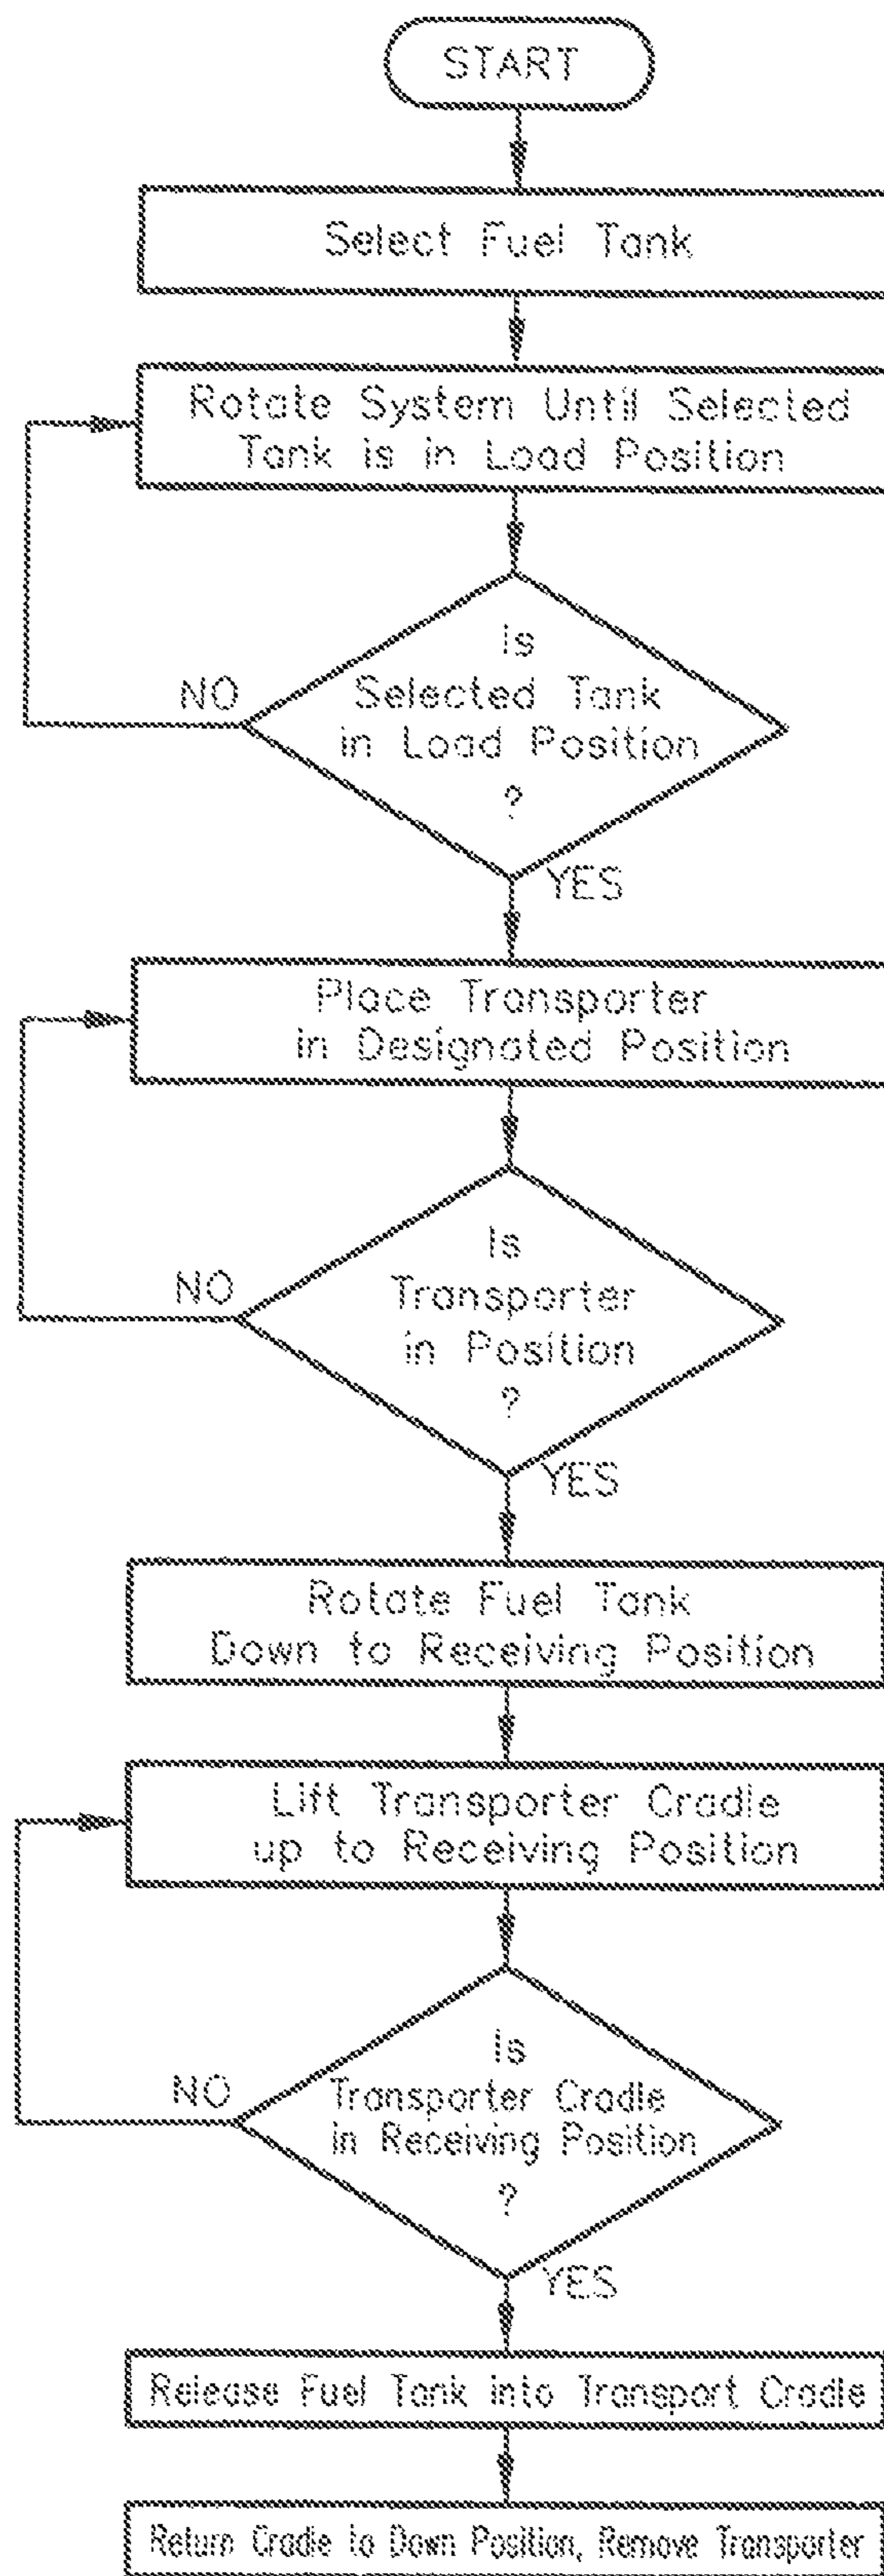 START
Select Fuel Tank
Rotate System Until Selected
Tank is in Load Position
Is
Selected Tank
in Load Position
?
NO
YES
Place Transporter
in Designated Position
Is
Transporter
in Position
?
NO
YES
Rotate Fuel Tank
Down to Receiving Position
Lift Transporter Cradle
up to Receiving Position
Is
Transporter Cradle
in Receiving Position
?
NO
YES
Release Fuel Tank into Transport Cradle
Return Cradle to Down Position, Remove Transporter